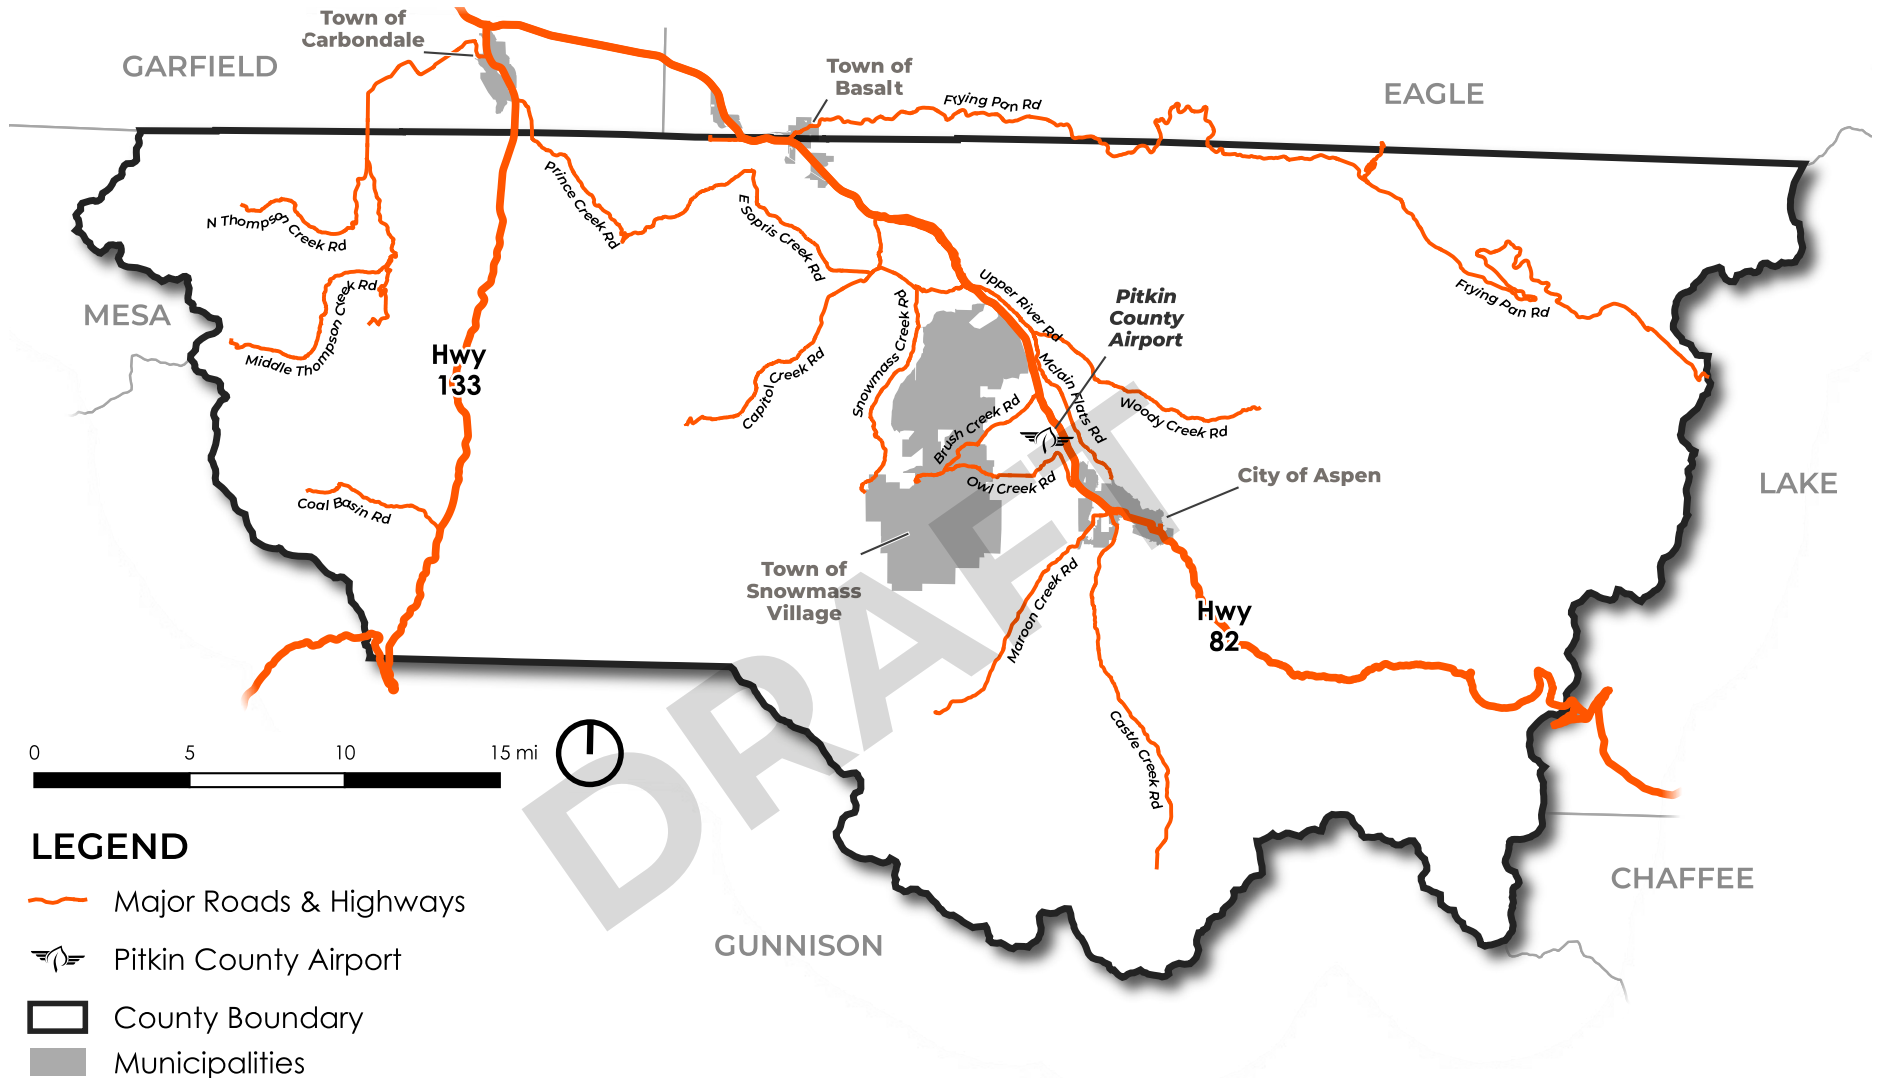 Town of
Carbondale
GARFIELD
Town of
Basalt
Frying Pan Rd
EAGLE
Prince Creek Rd
N Thompson Creek Rd
E Sopris Creek Rd
MESA
Middle Thompson Creek Rd
Hwy
133
Snowmass Creek Rd
Upper River Rd
Pitkin
County
Airport
Frying Pan Rd
Capitol Creek Rd
McLain Flats Rd
Woody Creek Rd
Brush Creek Rd
Owl Creek Rd
City of Aspen
LAKE
Coal Basin Rd
Town of
Snowmass
Village
Maroon Creek Rd
Hwy
82
DRAFT
Castle Creek Rd
0 5 10 15 mi
LEGEND
Major Roads & Highways
Pitkin County Airport
County Boundary
Municipalities
GUNNISON
CHAFFEE